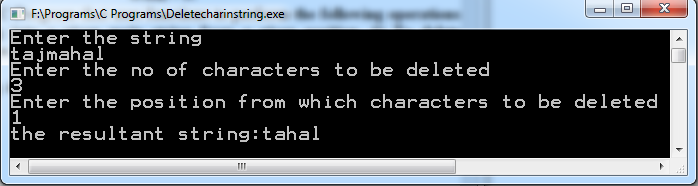 F:\Programs\C Programs\Deletecharinstring.exe
Enter the string
tajmahal
Enter the no of characters to be deleted
3
Enter the position from which characters to be deleted
1
the resultant string:tahal